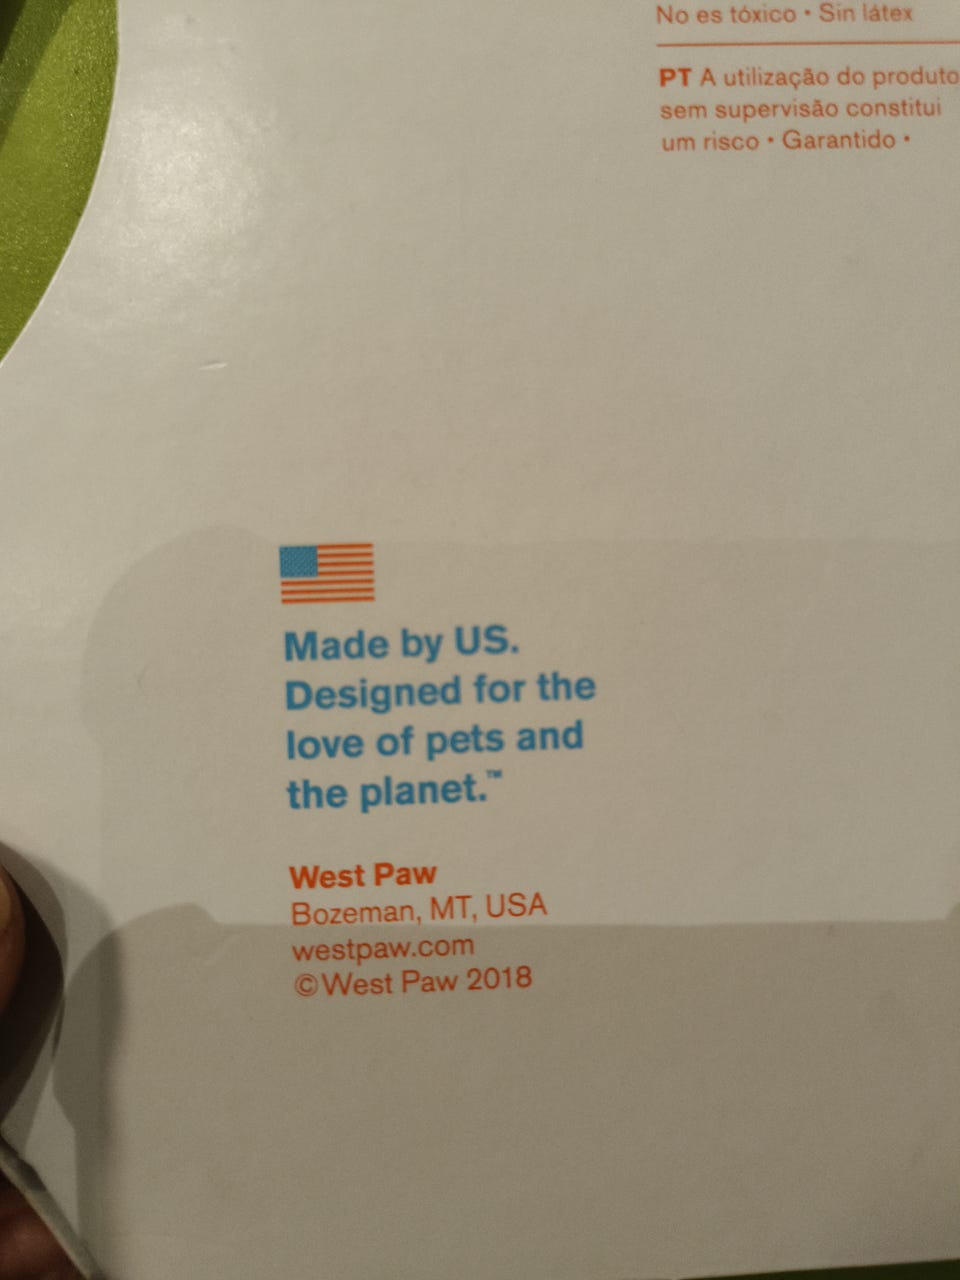 No es tóxico • Sin látex
PT A utilização do produto
sem supervisão constitui
um risco • Garantido •
Made by US.
Designed for the
love of pets and
the planet.™
West Paw
Bozeman, MT, USA
westpaw.com
©West Paw 2018